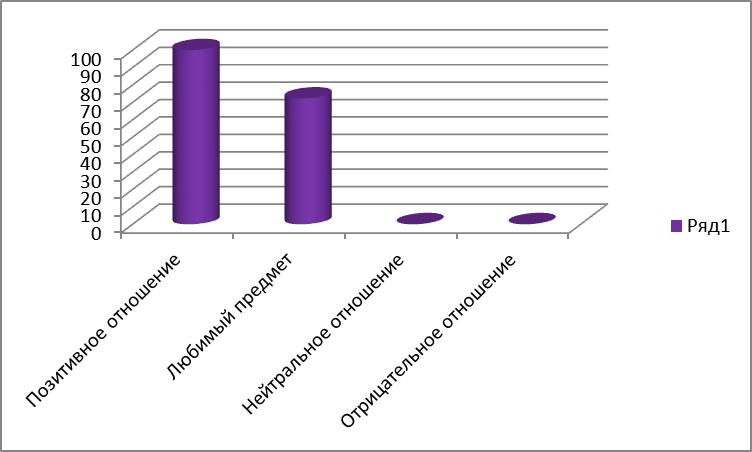 100
90
80
70
60
50
40
30
20
10
0
Позитивное отношение
Любимый предмет
Нейтральное отношение
Отрицательное отношение
Ряд1